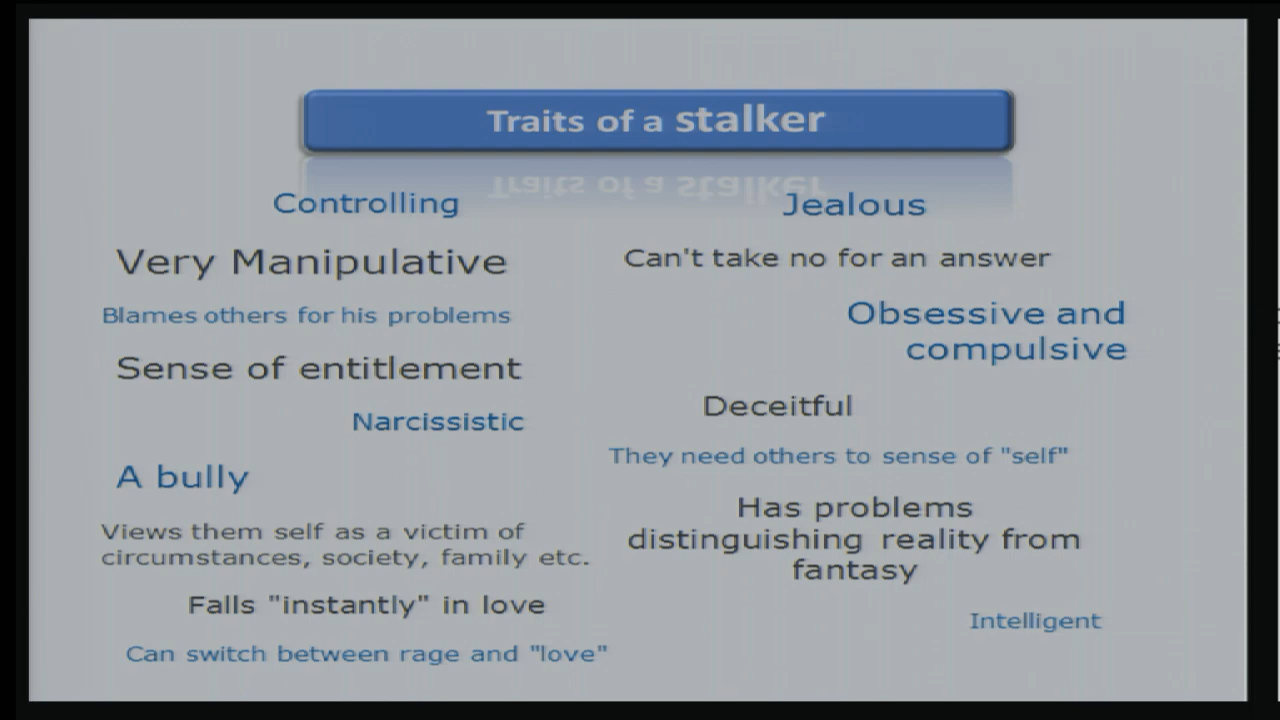 Traits of a stalker
Controlling
Very Manipulative
Blames others for his problems
Sense of entitlement
Narcissistic
A bully
Views them self as a victim of
circumstances, society, family etc.
Falls "instantly" in love
Can switch between rage and "love"
Jealous
Can't take no for an answer
Obsessive and
compulsive
Deceitful
They need others to sense of "self"
Has problems
distinguishing reality from
fantasy
Intelligent